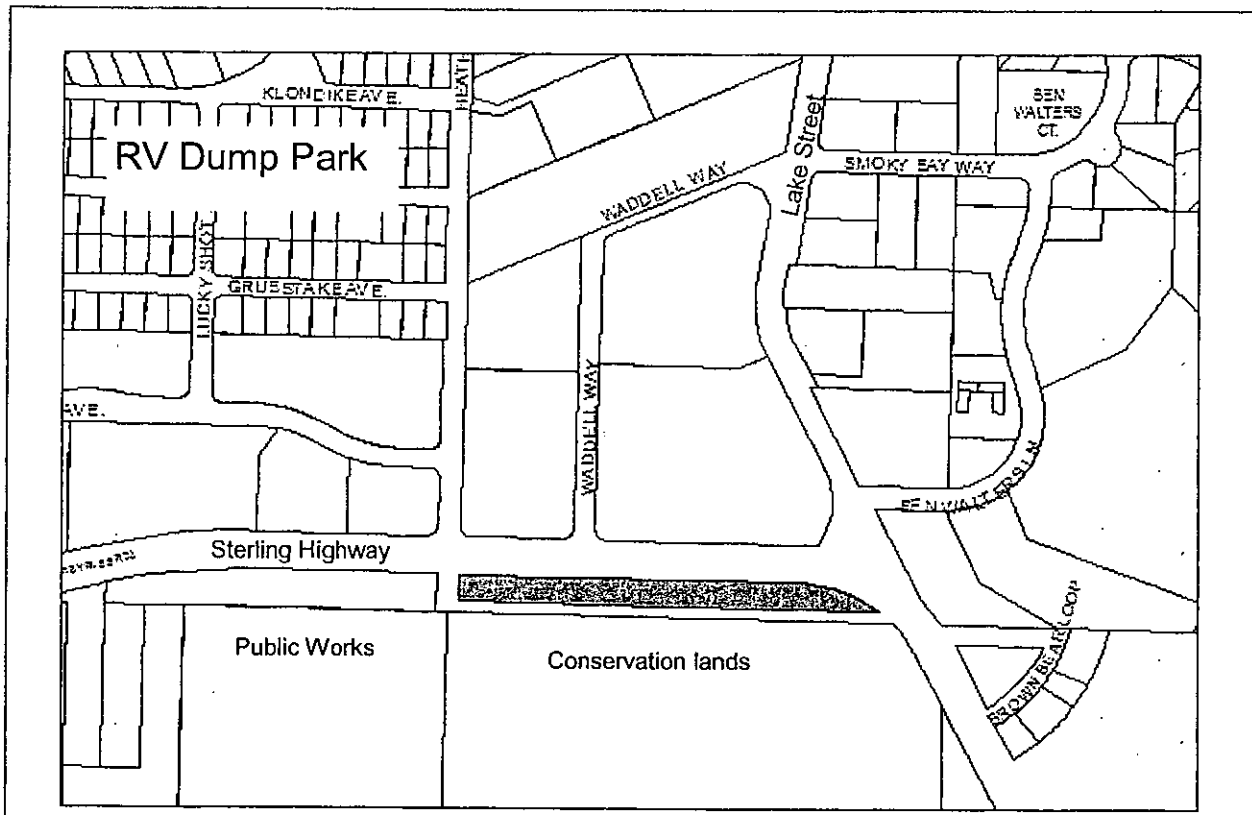 KLONDIKE AVE.
HEATH
BEN
WALTERS
CT.
RV Dump Park
Lake Street
SMOKY BAY WAY
WADDELL WAY
LUCKY SHOT
GRUBSTAKE AVE.
WADDELL WAY
AVE.
BEN WALTERS LN
Sterling Highway
BROWN BEAR LOOP
Public Works
Conservation lands